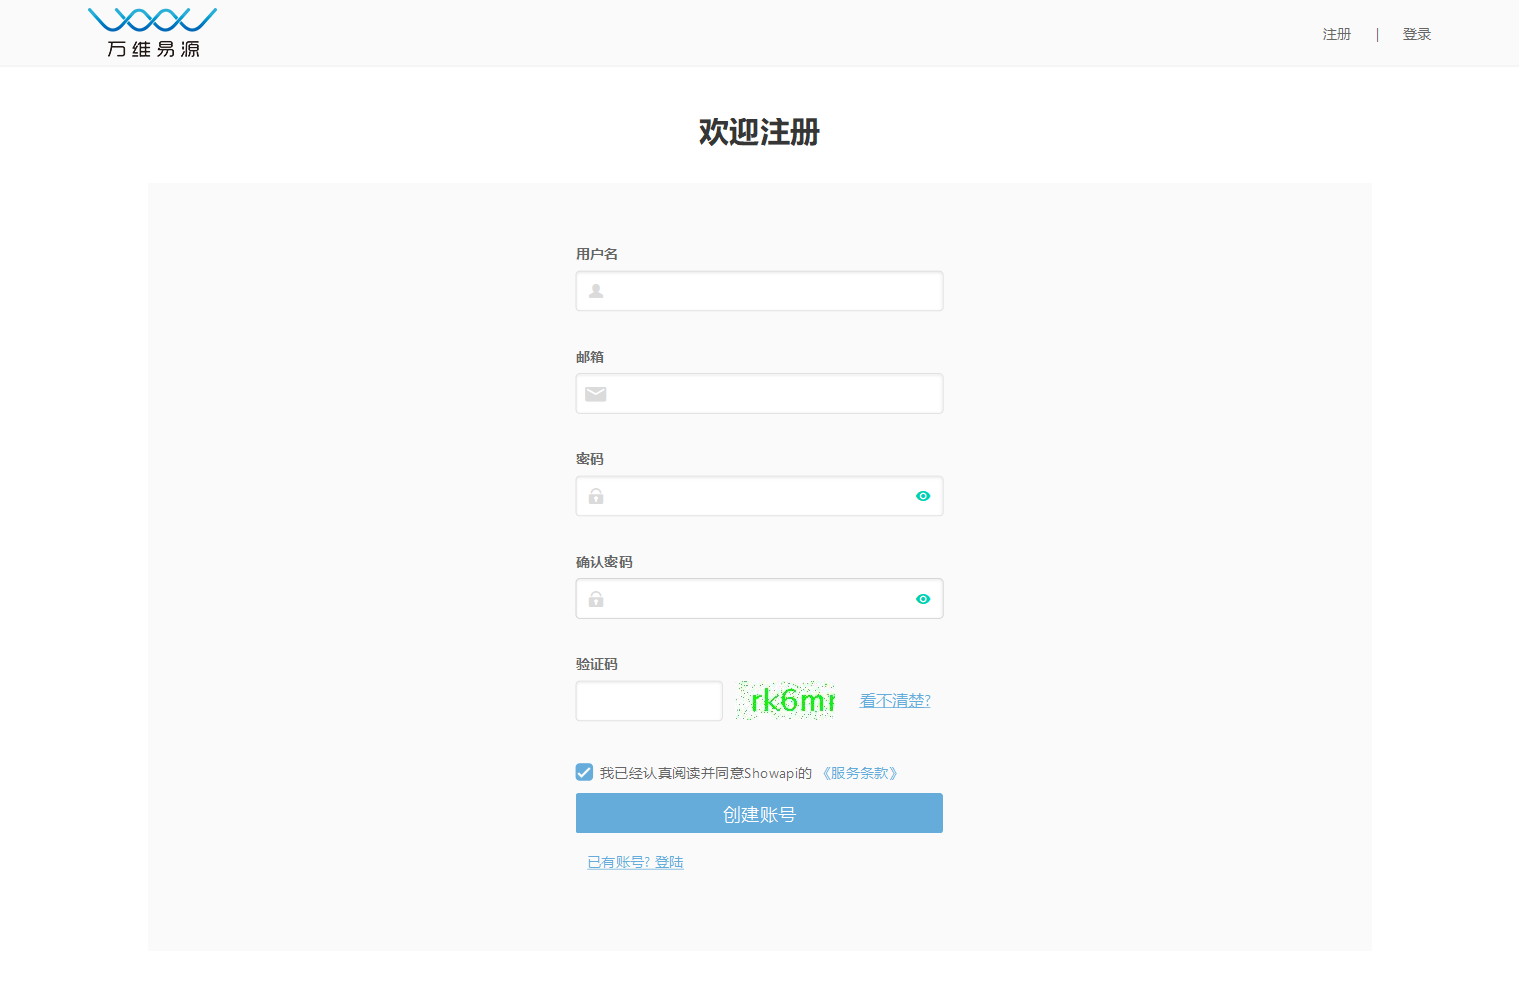 万维易源
注册 | 登录
欢迎注册
用户名
邮箱
密码
确认密码
验证码
rk6m 看不清楚?
我已经认真阅读并同意Showapi的 《服务条款》
创建账号
已有账号? 登陆